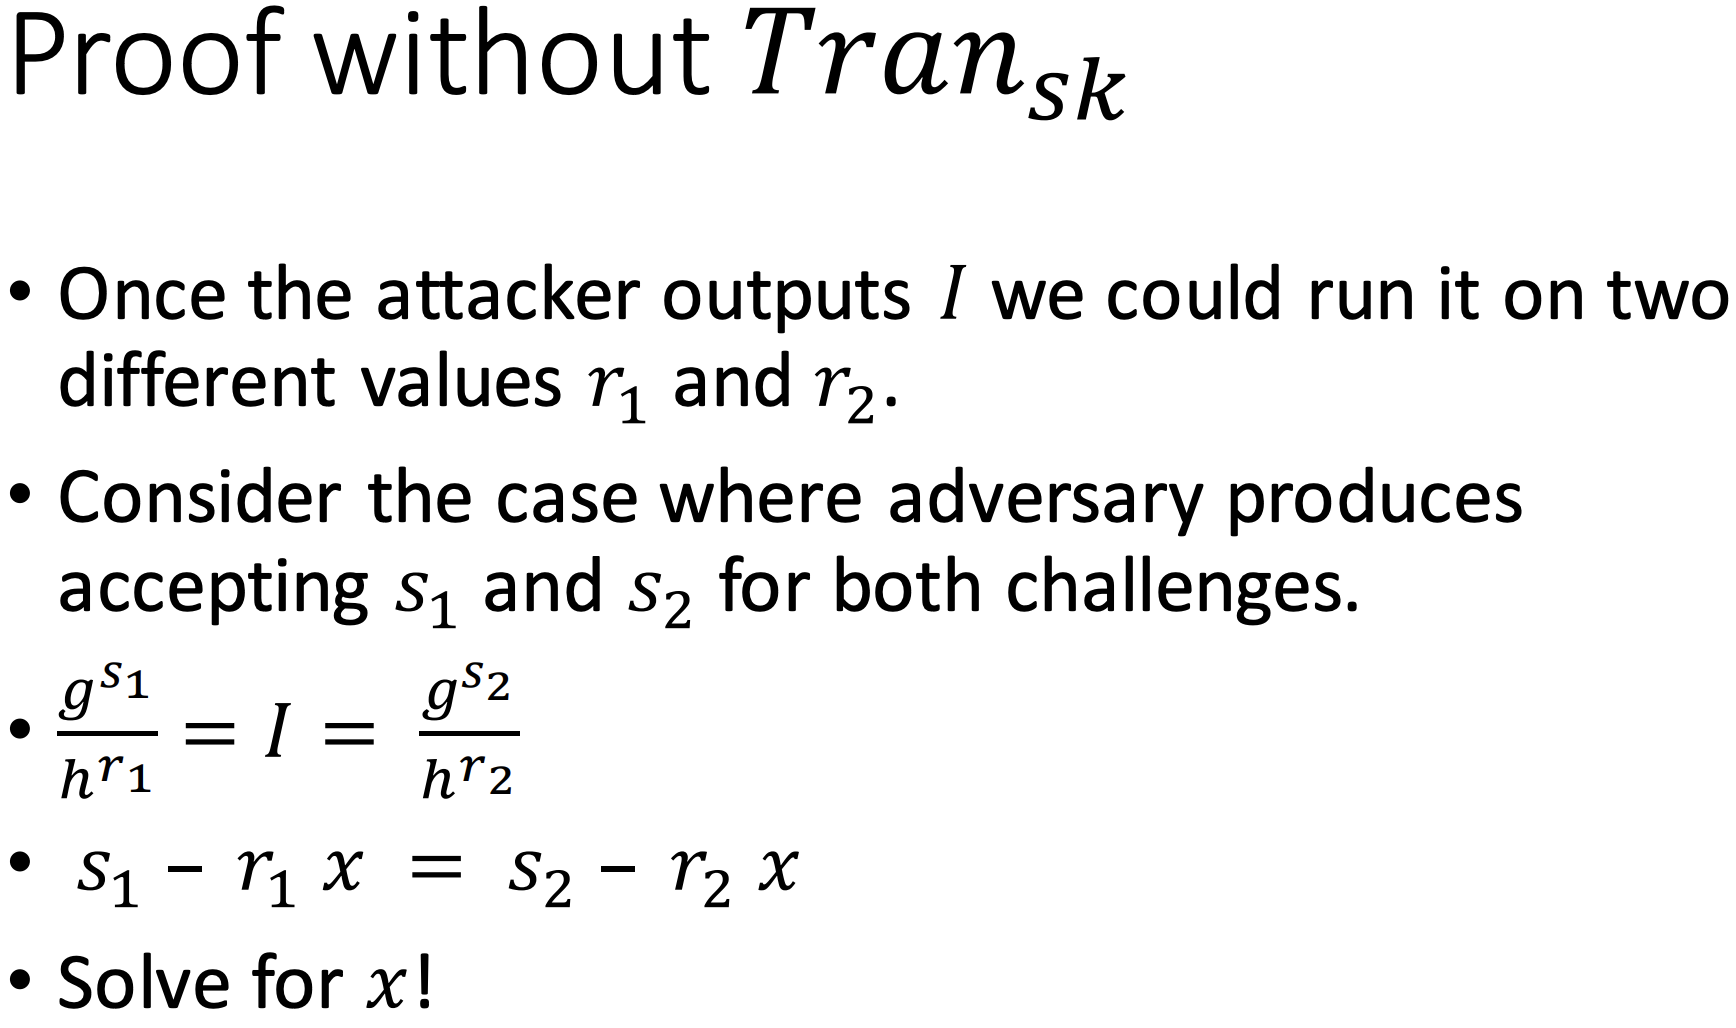 Proof without $Tran_{sk}$
• Once the attacker outputs $I$ we could run it on two
different values $r_1$ and $r_2$.
• Consider the case where adversary produces
accepting $s_1$ and $s_2$ for both challenges.
• $\frac{g^{s_1}}{h^{r_1}} = I = \frac{g^{s_2}}{h^{r_2}}$
• $s_1 - r_1 x = s_2 - r_2 x$
• Solve for $x$!